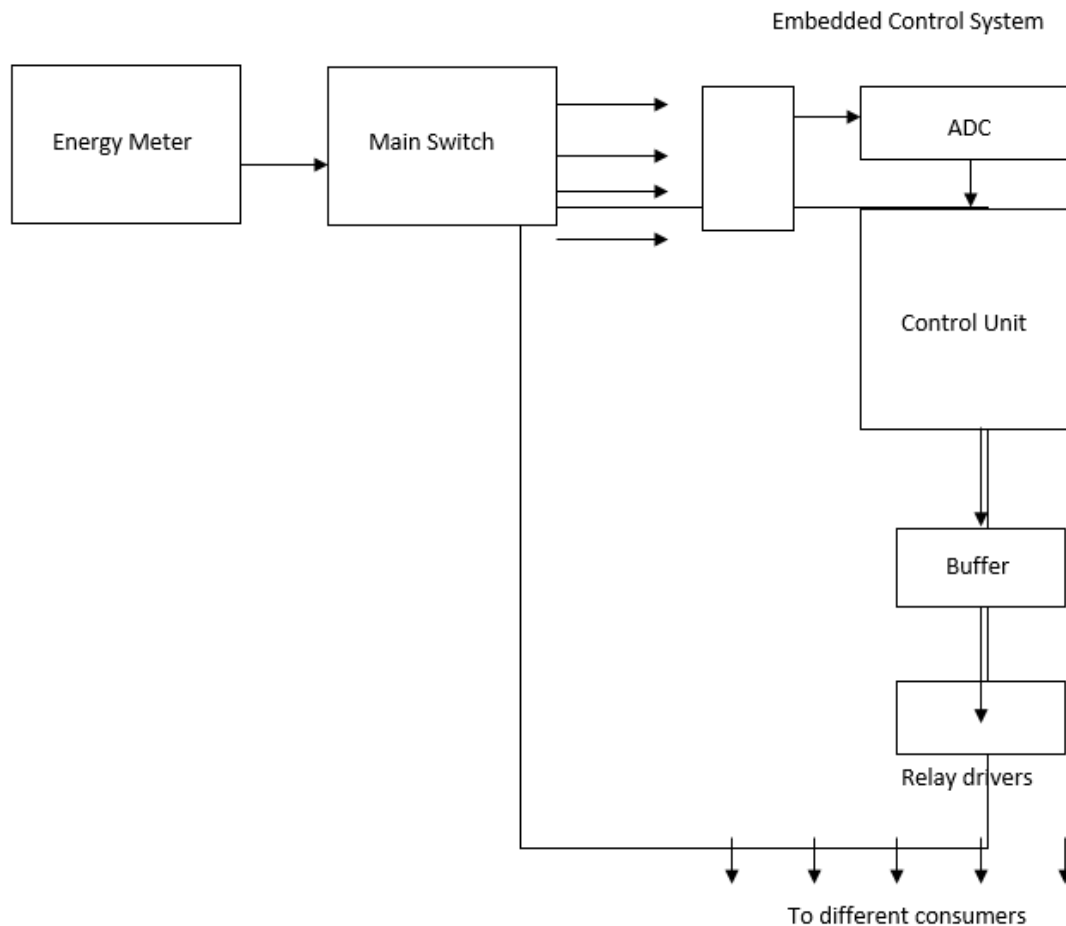 Embedded Control System
Energy Meter
Main Switch
ADC
Control Unit
Buffer
Relay drivers
To different consumers